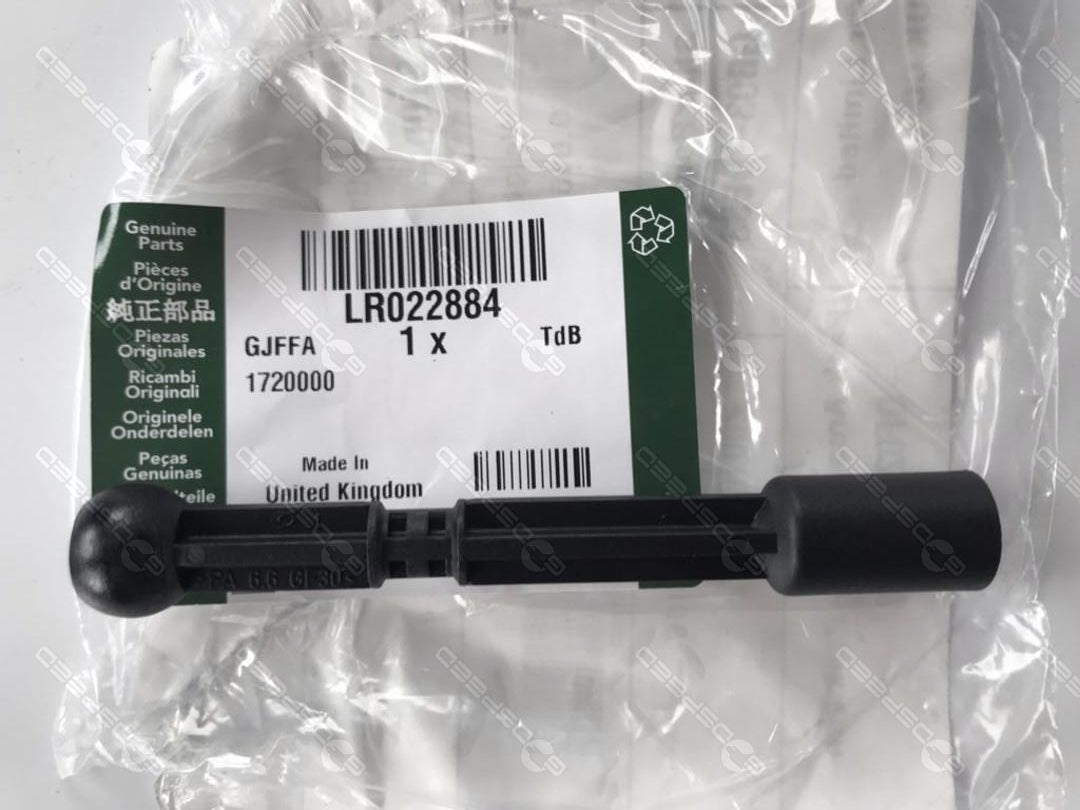 Genuine
Parts
Pièces
d'Origine
純正部品
Piezas
Originales
Ricambi
Originali
Originele
Onderdelen
Peças
Genuinas
LR022884
1 x
TdB
GJFFA
1720000
Made In
United Kingdom
>PA 6.6 GF30<